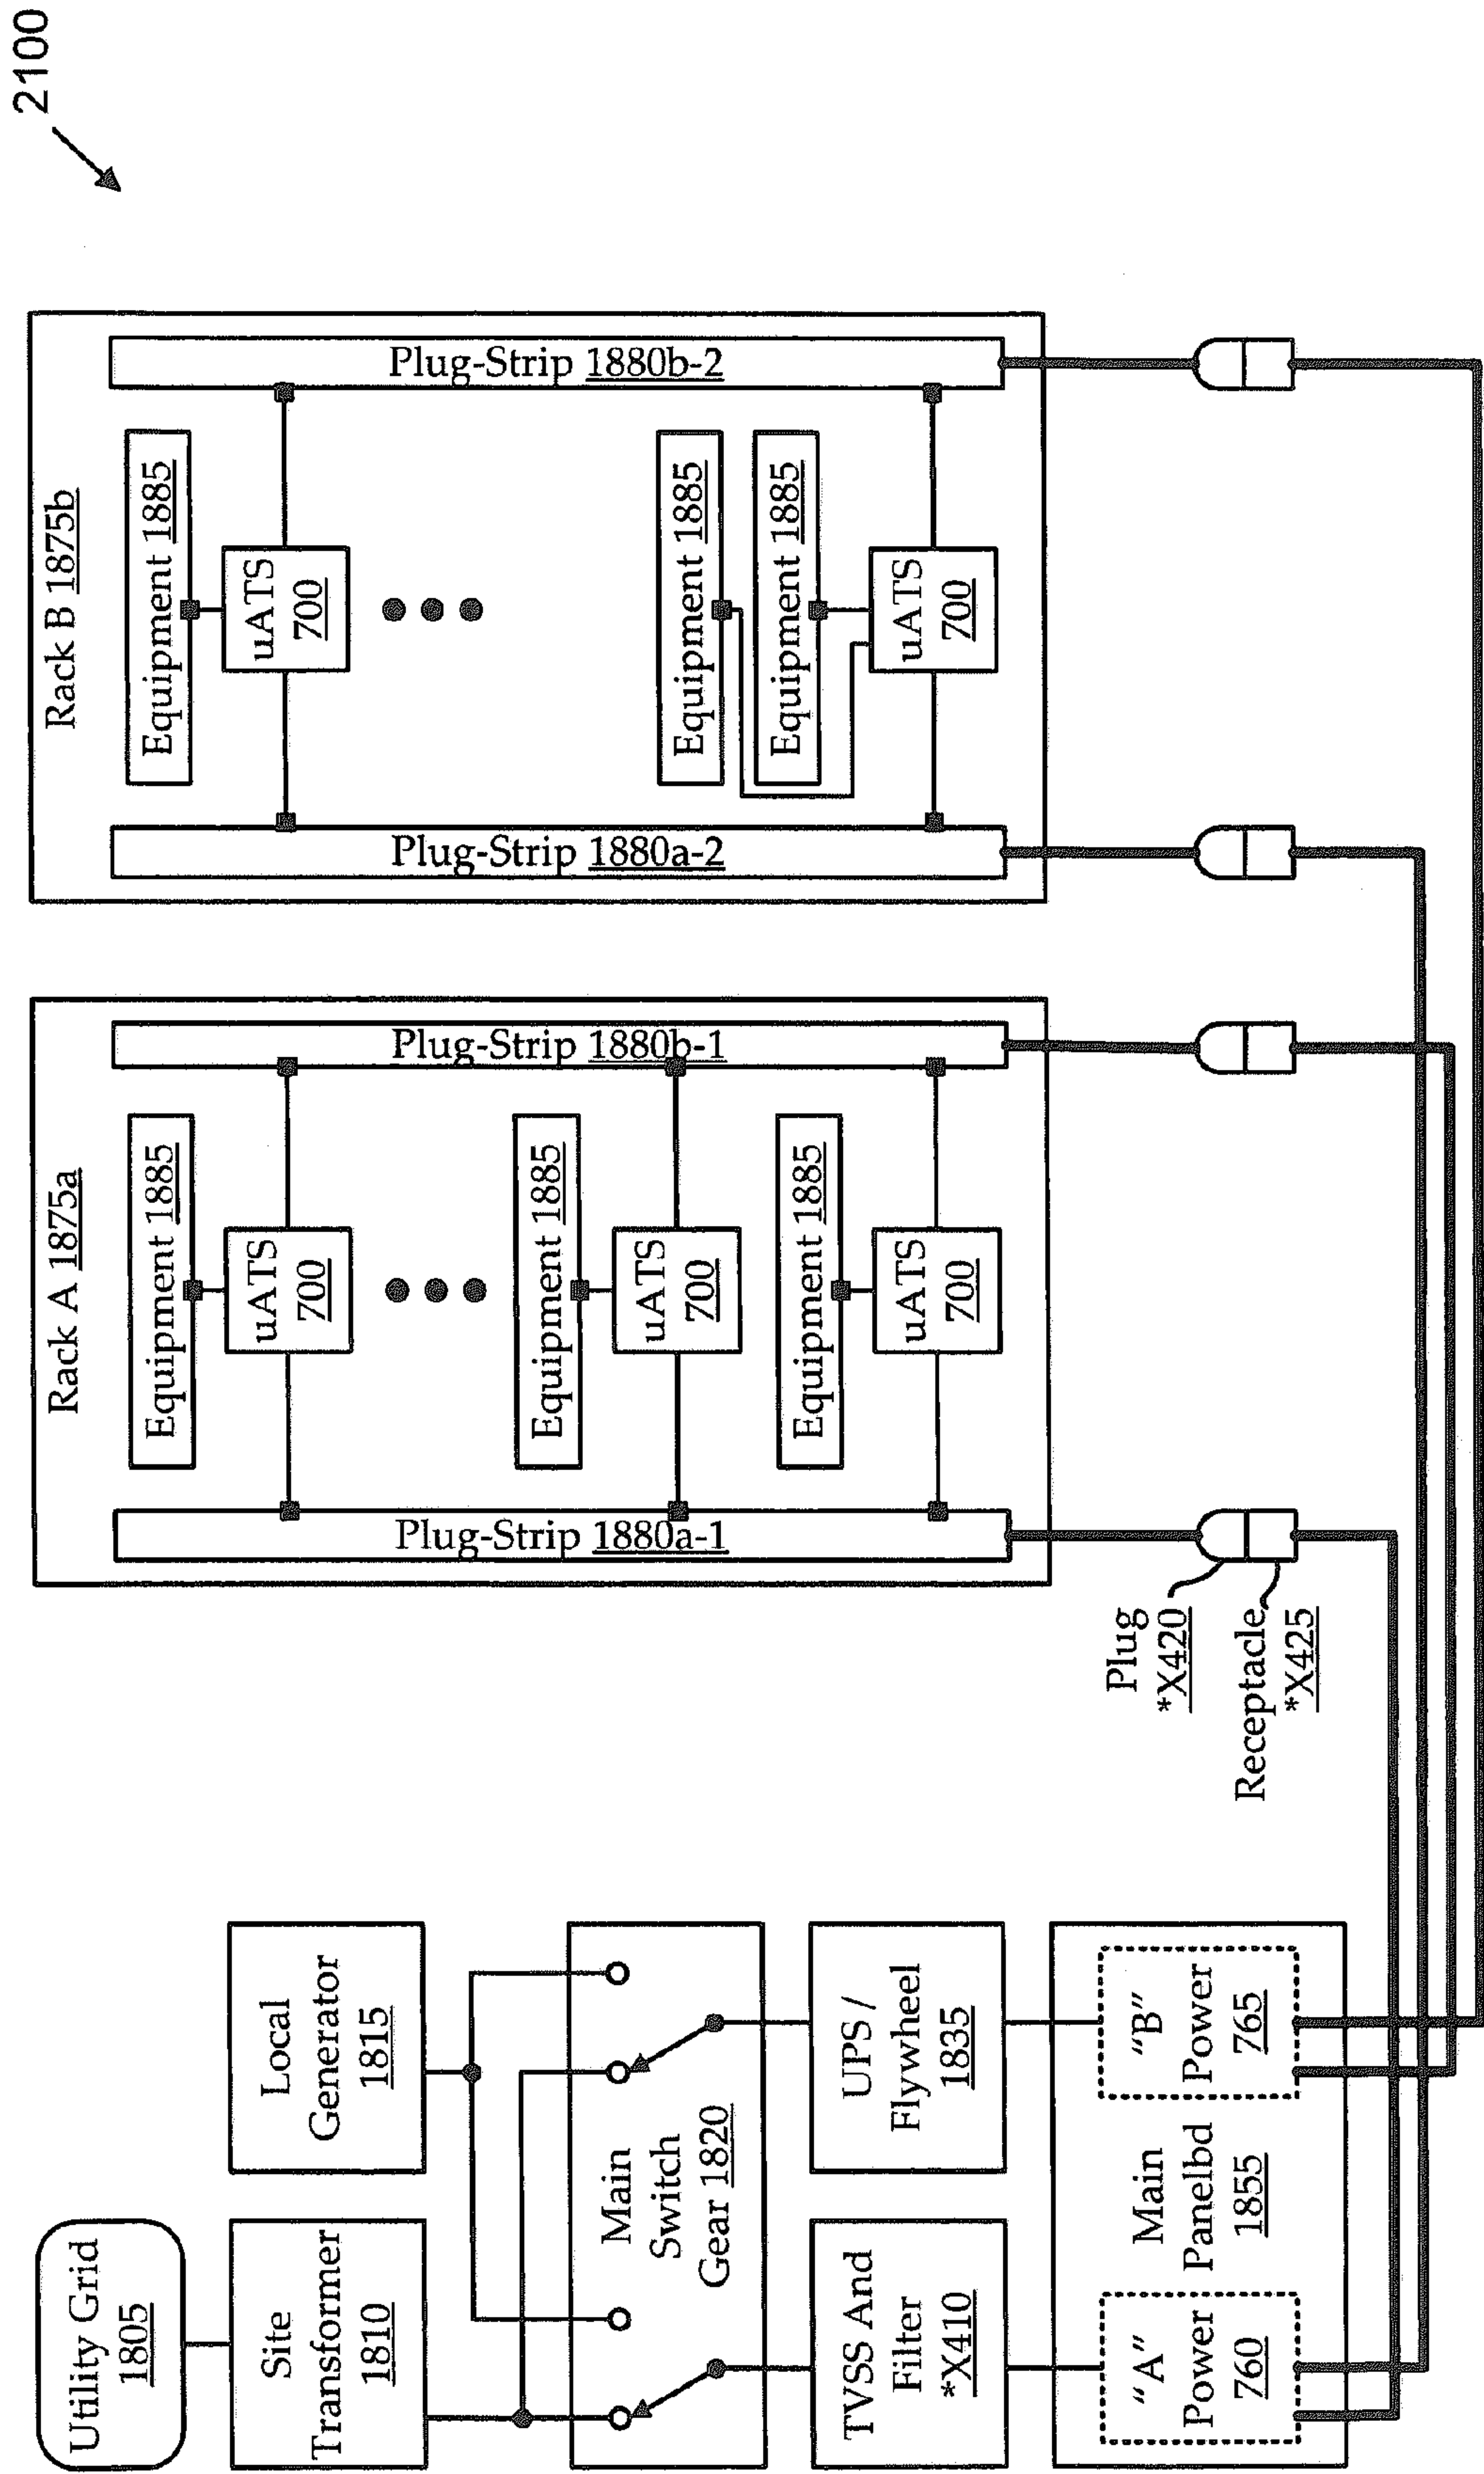 2100
Utility Grid
1805
Site
Transformer
1810
Local
Generator
1815
Main
Switch
Gear 1820
TVSS And
Filter
*X410
UPS /
Flywheel
1835
"A"
Power
760
Main
Panelbd
1855
"B"
Power
765
Plug
*X420
Receptacle
*X425
Rack A 1875a
Plug-Strip 1880a-1
Equipment 1885
uATS
700
Equipment 1885
uATS
700
Equipment 1885
uATS
700
Plug-Strip 1880b-1
Rack B 1875b
Plug-Strip 1880a-2
Equipment 1885
uATS
700
Equipment 1885
Equipment 1885
uATS
700
Plug-Strip 1880b-2